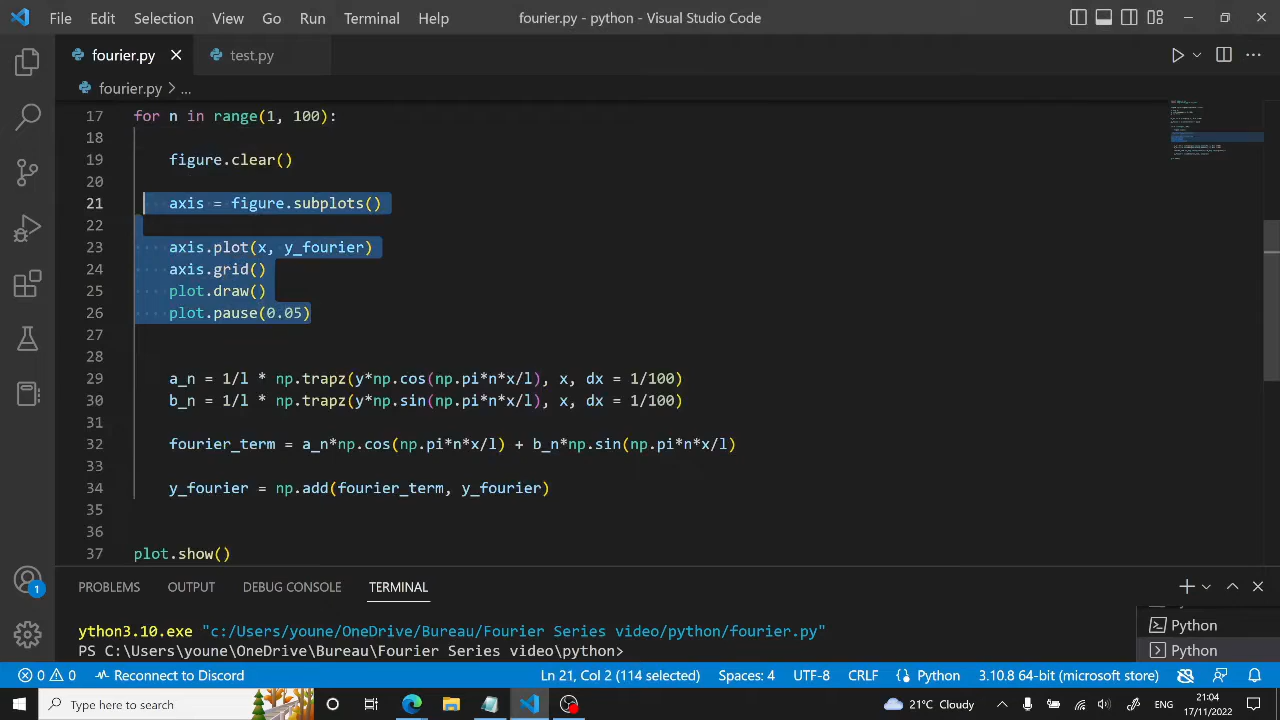 File Edit Selection View Go Run Terminal Help fourier.py - python - Visual Studio Code
fourier.py test.py
fourier.py > ...
17 for n in range(1, 100):
18
19 figure.clear()
20
21 axis = figure.subplots()
22
23 axis.plot(x, y_fourier)
24 axis.grid()
25 plot.draw()
26 plot.pause(0.05)
27
28
29 a_n = 1/l * np.trapz(y*np.cos(np.pi*n*x/l), x, dx = 1/100)
30 b_n = 1/l * np.trapz(y*np.sin(np.pi*n*x/l), x, dx = 1/100)
31
32 fourier_term = a_n*np.cos(np.pi*n*x/l) + b_n*np.sin(np.pi*n*x/l)
33
34 y_fourier = np.add(fourier_term, y_fourier)
35
36
37 plot.show()
PROBLEMS OUTPUT DEBUG CONSOLE TERMINAL
ython3.10.exe "c:/Users/youne/OneDrive/Bureau/Fourier Series video/python/fourier.py"
PS C:\Users\youne\OneDrive\Bureau\Fourier Series video\python>
Python
Python
1
0 0 Reconnect to Discord Ln 21, Col 2 (114 selected) Spaces: 4 UTF-8 CRLF Python 3.10.8 64-bit (microsoft store)
Type here to search 21°C Cloudy ENG 21:04
17/11/2022